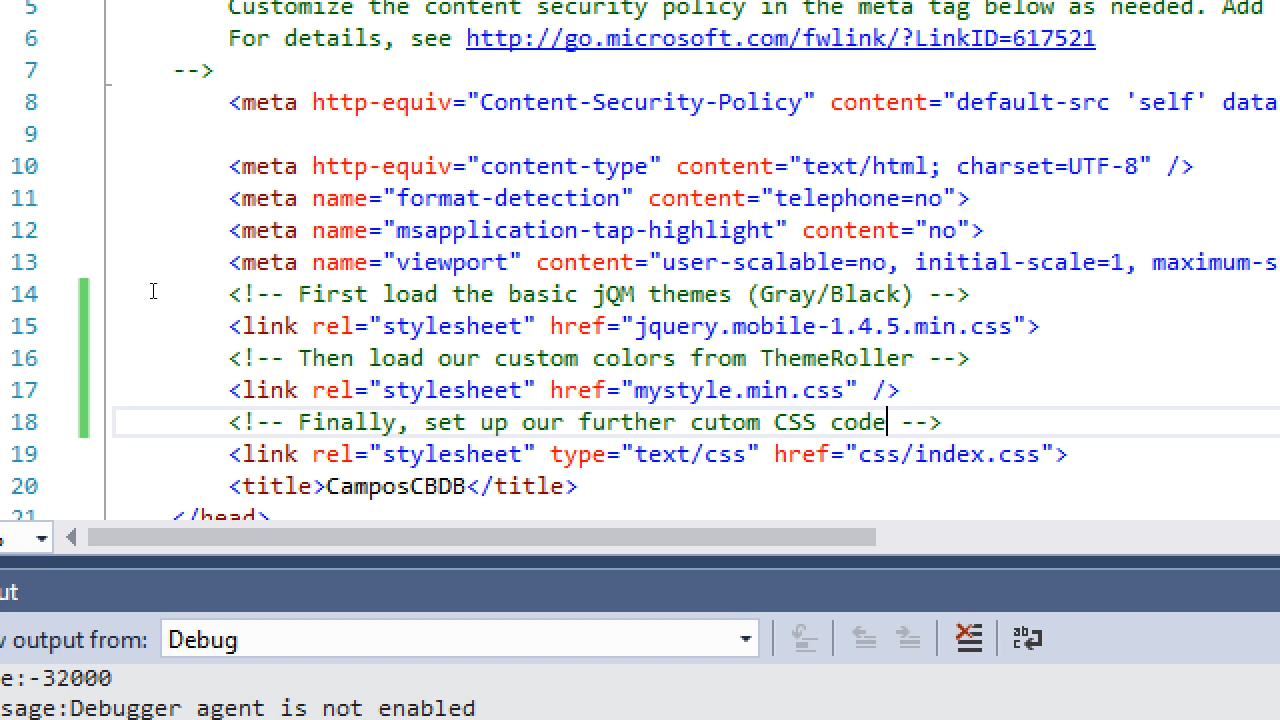 5 Customize the content security policy in the meta tag below as needed. Add
6 For details, see http://go.microsoft.com/fwlink/?LinkID=617521
7 -->
8 <meta http-equiv="Content-Security-Policy" content="default-src 'self' data
9
10 <meta http-equiv="content-type" content="text/html; charset=UTF-8" />
11 <meta name="format-detection" content="telephone=no">
12 <meta name="msapplication-tap-highlight" content="no">
13 <meta name="viewport" content="user-scalable=no, initial-scale=1, maximum-s
14 <!-- First load the basic jQM themes (Gray/Black) -->
15 <link rel="stylesheet" href="jquery.mobile-1.4.5.min.css">
16 <!-- Then load our custom colors from ThemeRoller -->
17 <link rel="stylesheet" href="mystyle.min.css" />
18 <!-- Finally, set up our further cutom CSS code -->
19 <link rel="stylesheet" type="text/css" href="css/index.css">
20 <title>CamposCBDB</title>
21 </head>
ut
w output from: Debug
e:-32000
sage:Debugger agent is not enabled